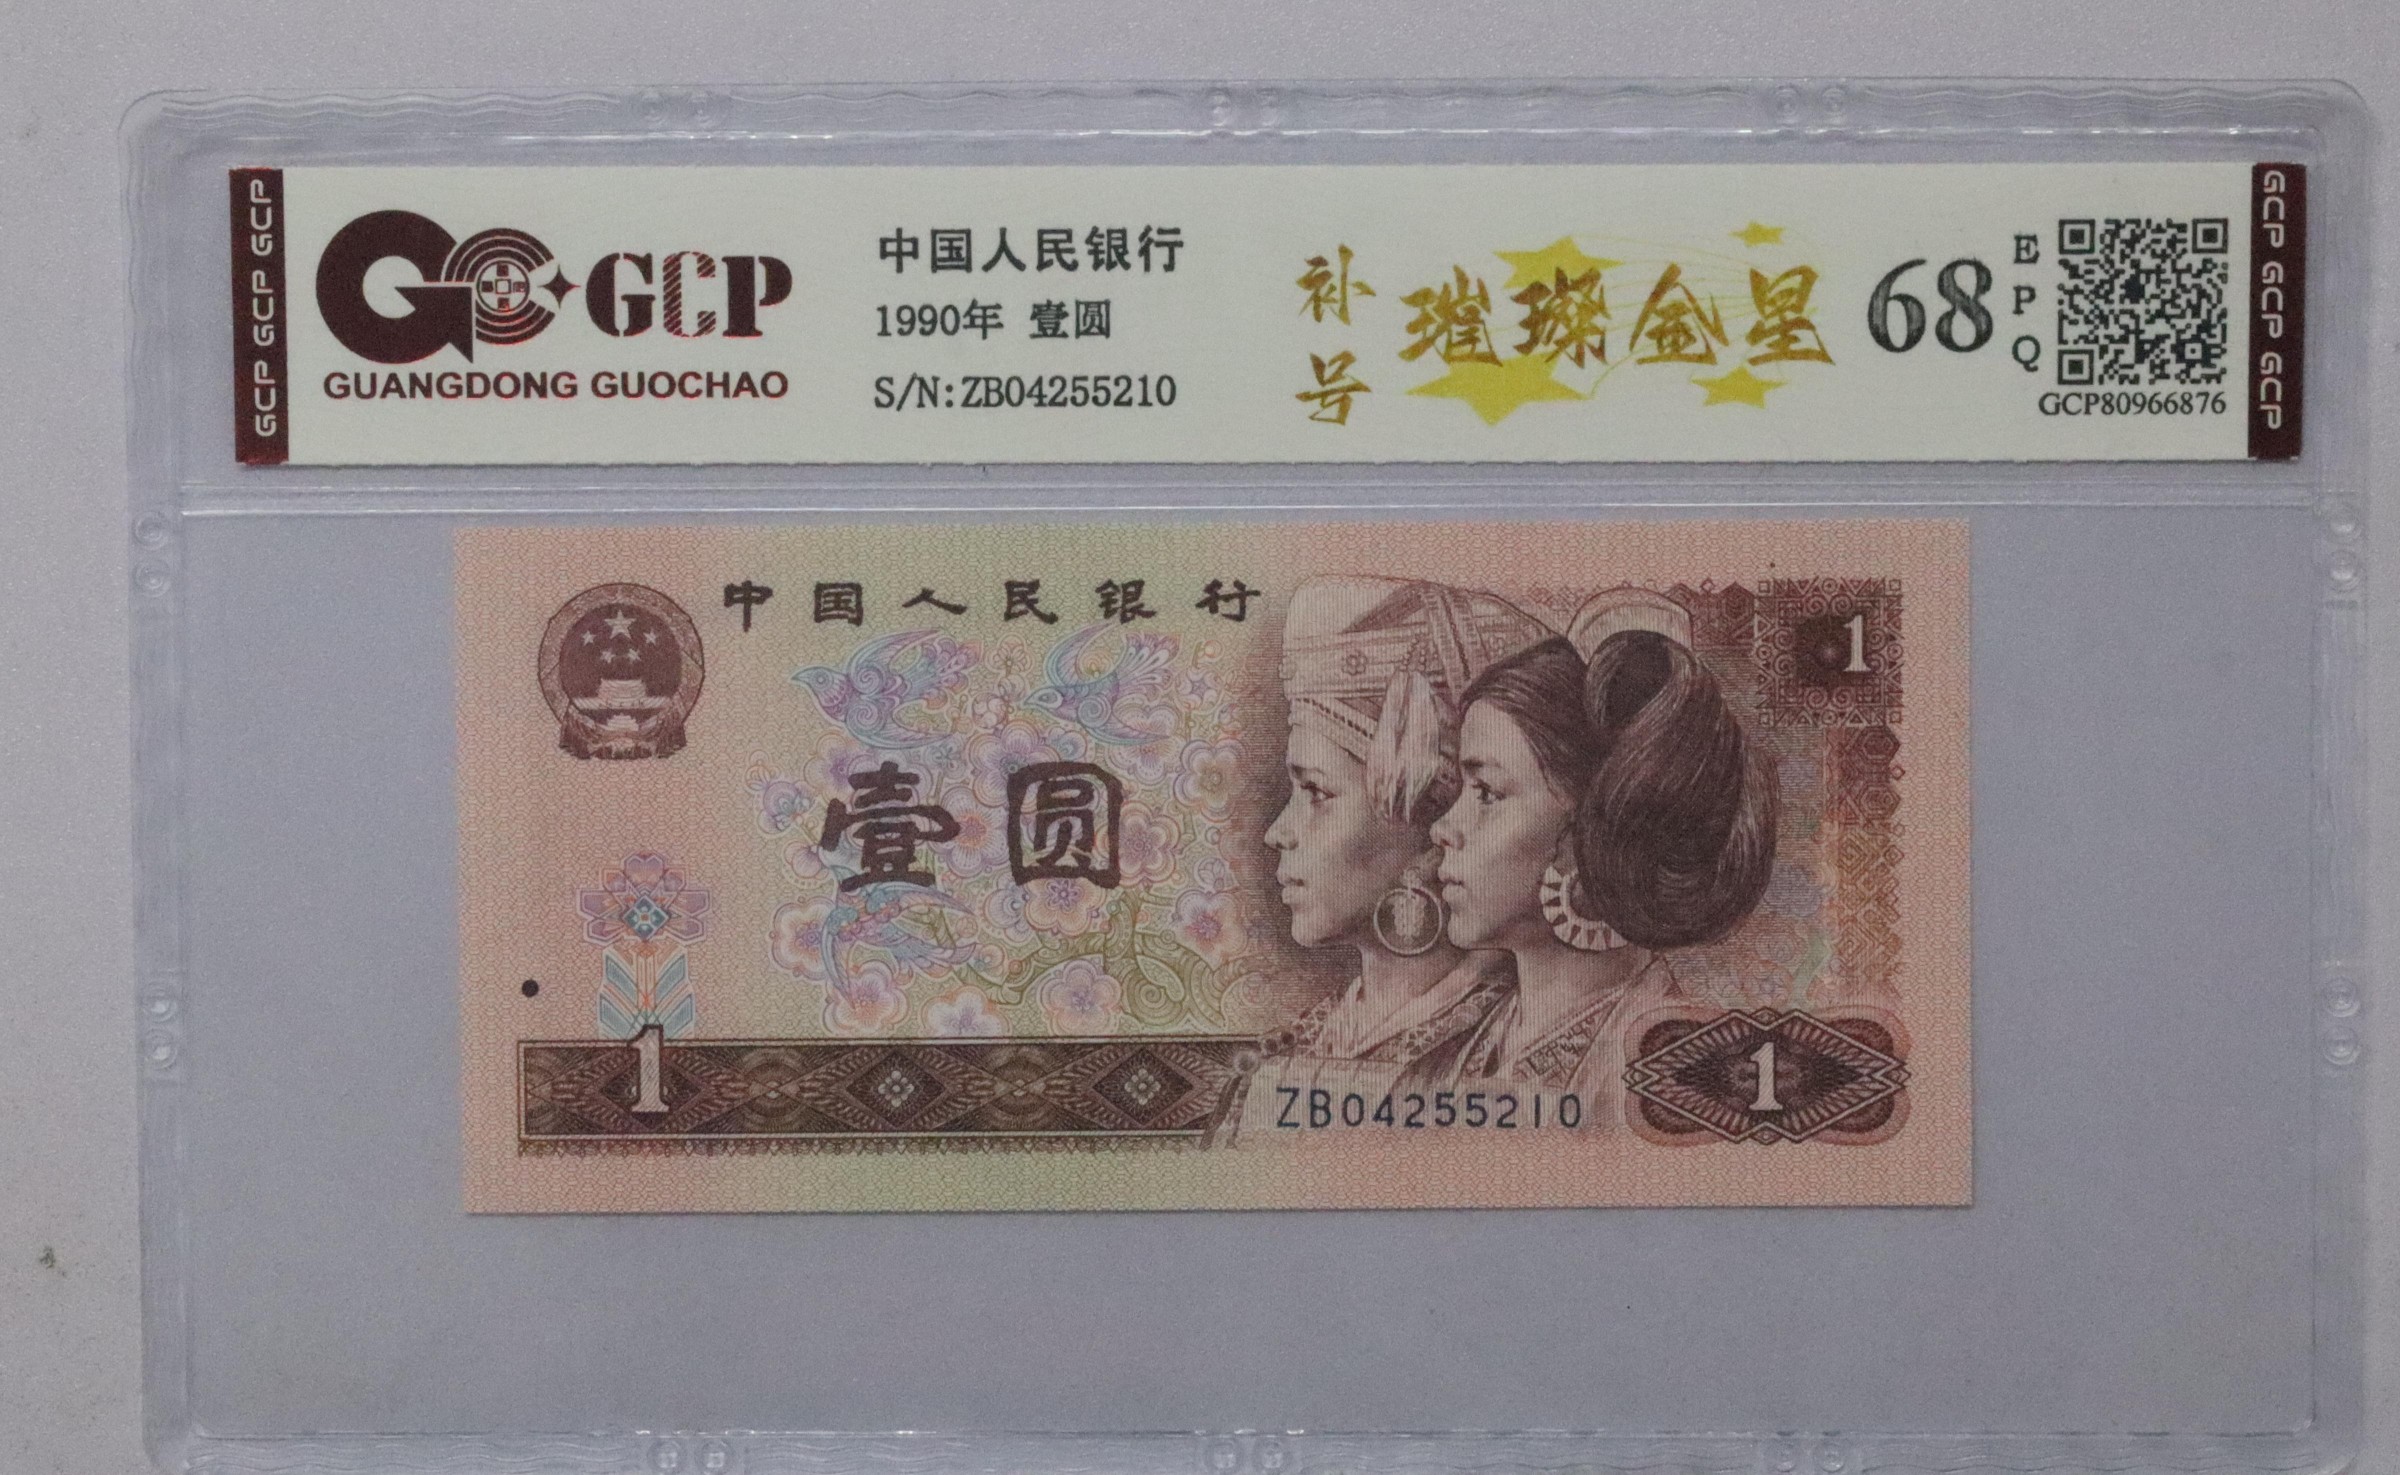 GCP GCP GCP
GCP
GUANGDONG GUOCHAO
中国人民银行
1990年 壹圆
S/N:ZB04255210
补号
璀璨金星
68
EPQ
GCP80966876
GCP GCP GCP
中国人民银行
1
壹圆
1
ZB04255210
1